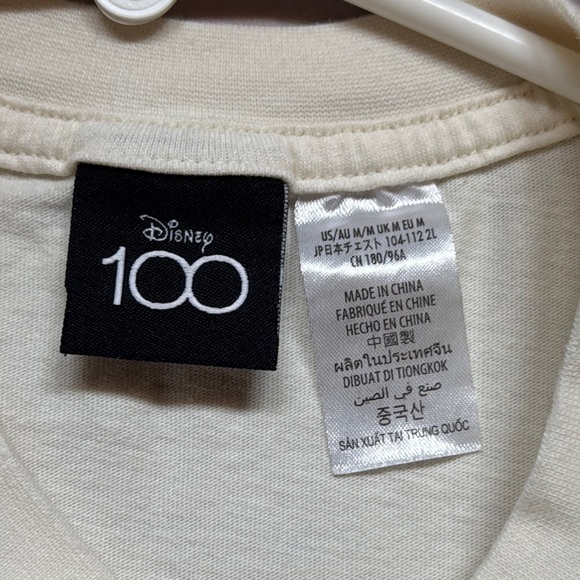 Disney
100
US/AU M/M UK M EU M
JP日本チェスト 104-112 2L
CN 180/96A
MADE IN CHINA
FABRIQUÉ EN CHINE
HECHO EN CHINA
中國製
ผลิตในประเทศจีน
DIBUAT DI TIONGKOK
صنع في الصين
중국산
SẢN XUẤT TẠI TRUNG QUỐC